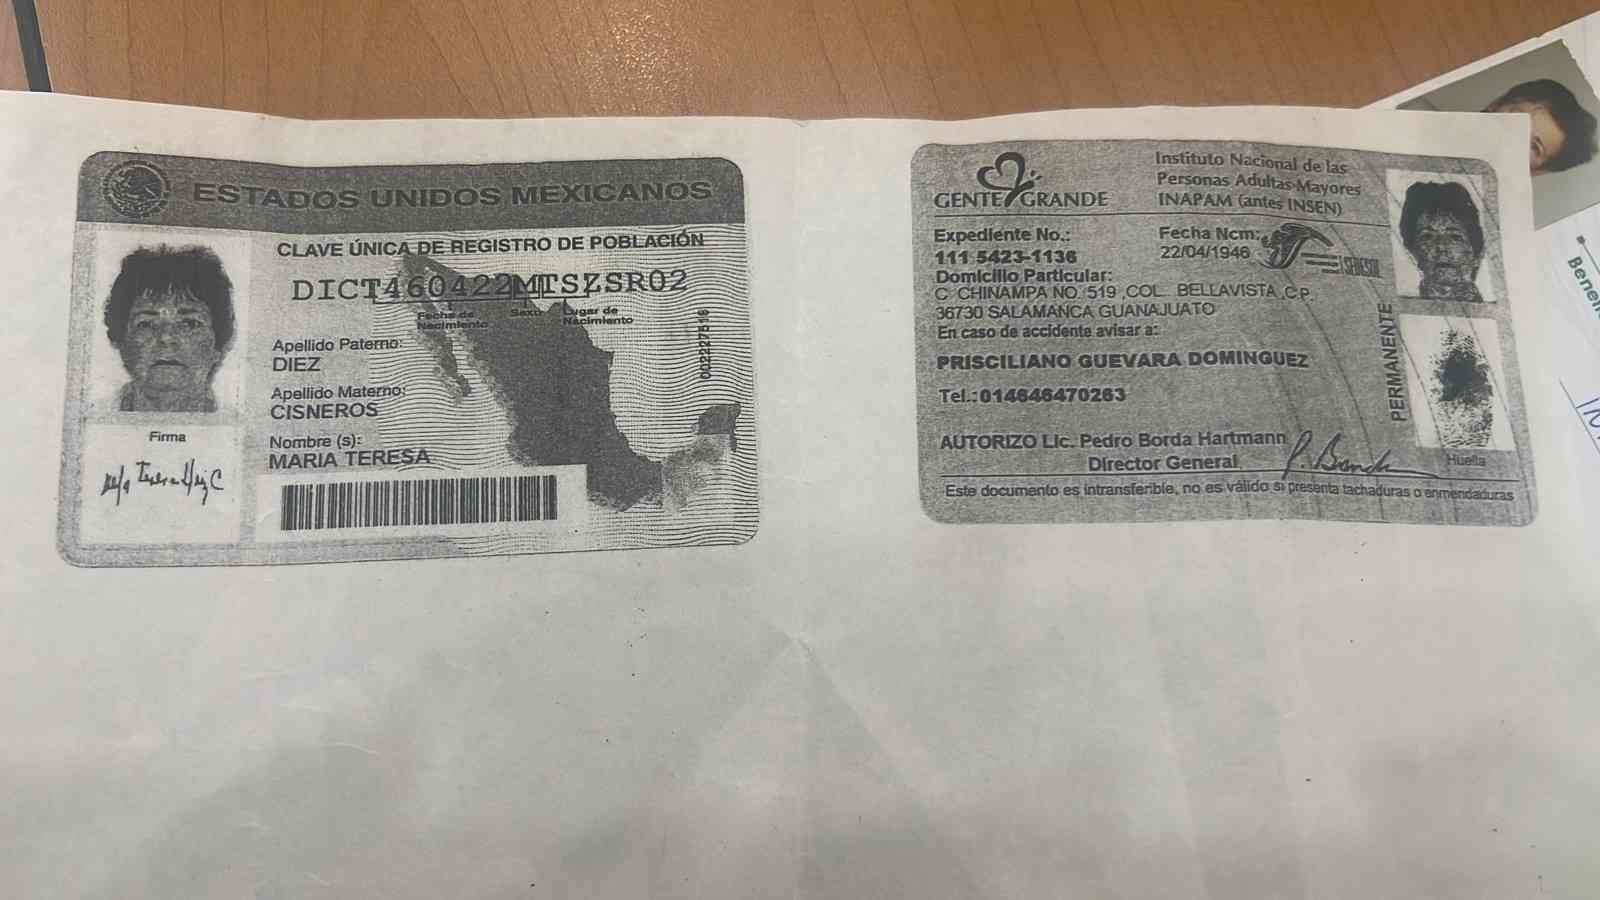 ESTADOS UNIDOS MEXICANOS
CLAVE ÚNICA DE REGISTRO DE POBLACIÓN
DICT460422MTSZSR02
Fecha de Nacimiento
Sexo
Lugar de Nacimiento
Apellido Paterno:
DIEZ
Apellido Materno:
CISNEROS
Nombre (s):
MARIA TERESA
Firma
GENTE GRANDE
Instituto Nacional de las
Personas Adultas Mayores
INAPAM (antes INSEN)
Expediente No.:
111 5423-1136
Fecha Ncm:
22/04/1946
SEDESOL
Domicilio Particular:
C CHINAMPA NO. 519 ,COL. BELLAVISTA ,C.P.
36730 SALAMANCA GUANAJUATO
En caso de accidente avisar a:
PRISCILIANO GUEVARA DOMINGUEZ
Tel.:014646470263
PERMANENTE
AUTORIZO Lic. Pedro Borda Hartmann
Director General
Huella
Este documento es intransferible, no es válido si presenta tachaduras o enmendaduras